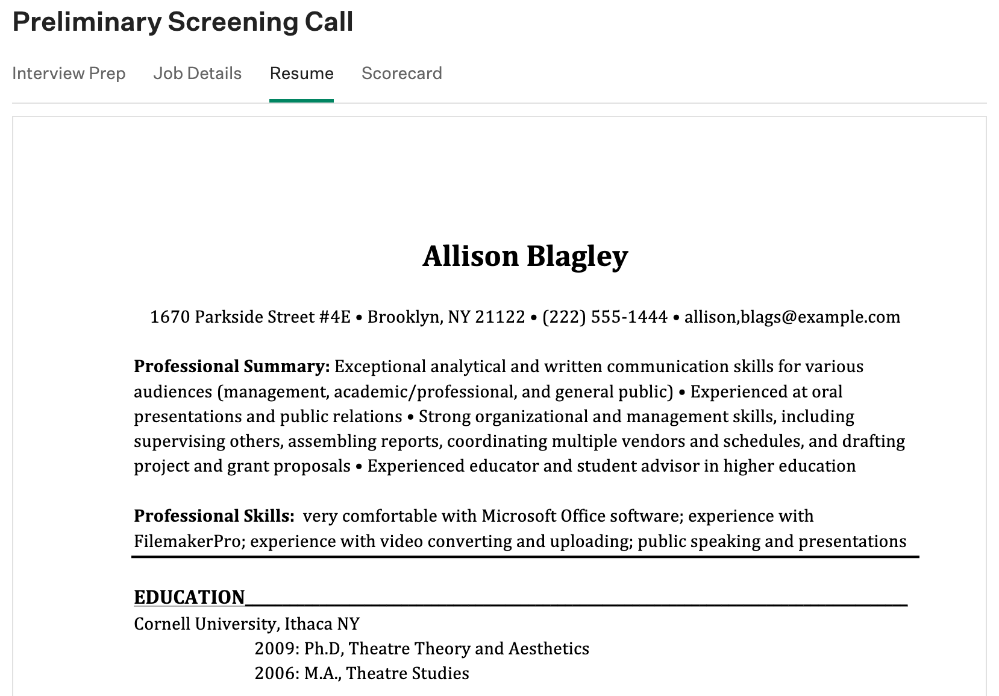 Preliminary Screening Call
Interview Prep Job Details Resume Scorecard
Allison Blagley
1670 Parkside Street #4E • Brooklyn, NY 21122 • (222) 555-1444 • allison,blags@example.com
Professional Summary: Exceptional analytical and written communication skills for various
audiences (management, academic/professional, and general public) • Experienced at oral
presentations and public relations • Strong organizational and management skills, including
supervising others, assembling reports, coordinating multiple vendors and schedules, and drafting
project and grant proposals • Experienced educator and student advisor in higher education
Professional Skills:  very comfortable with Microsoft Office software; experience with
FilemakerPro; experience with video converting and uploading; public speaking and presentations
EDUCATION
Cornell University, Ithaca NY
2009: Ph.D, Theatre Theory and Aesthetics
2006: M.A., Theatre Studies